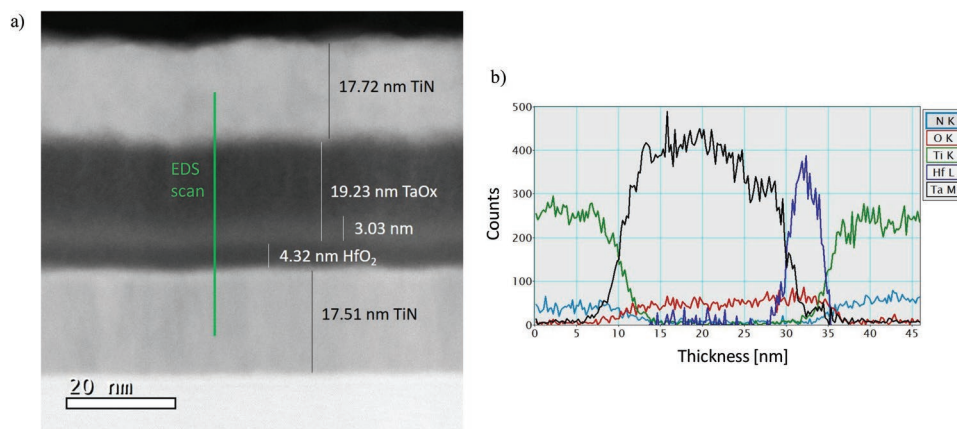 a)
17.72 nm TiN
EDS
scan
19.23 nm TaOx
3.03 nm
4.32 nm HfO₂
17.51 nm TiN
20 nm
b)
500
400
300
200
100
0
Counts
0 5 10 15 20 25 30 35 40 45
Thickness [nm]
N K
O K
Ti K
Hf L
Ta M